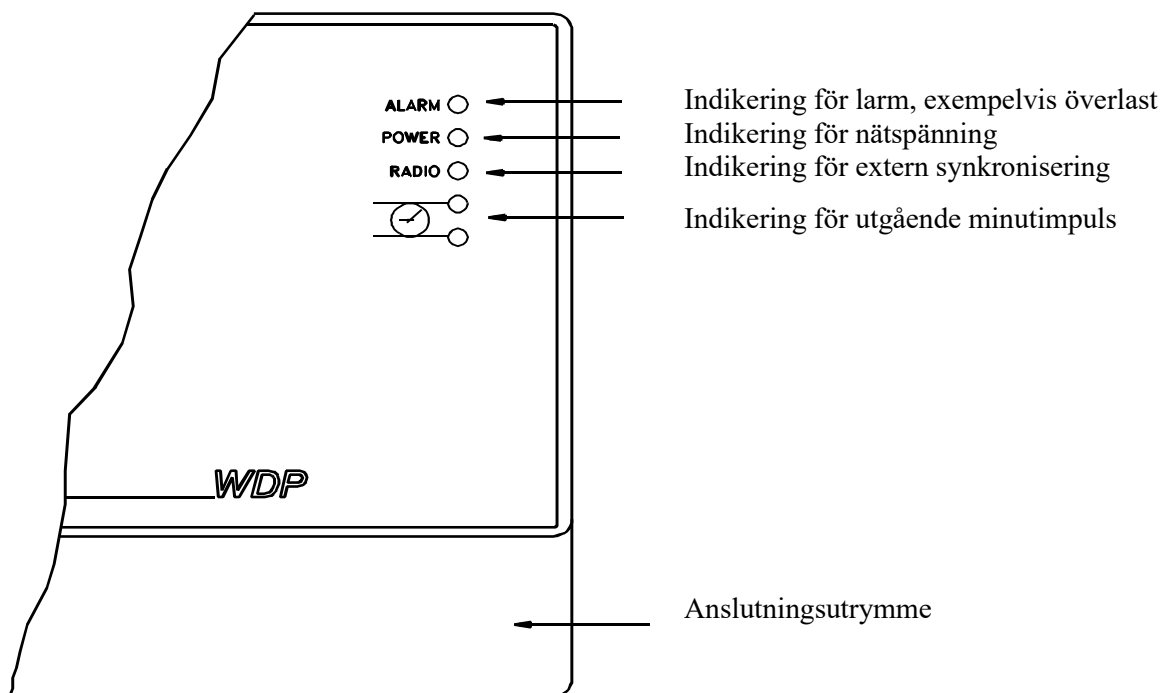 ALARM Indikering för larm, exempelvis överlast
POWER Indikering för nätspänning
RADIO Indikering för extern synkronisering
Indikering för utgående minutimpuls
WDP
Anslutningsutrymme